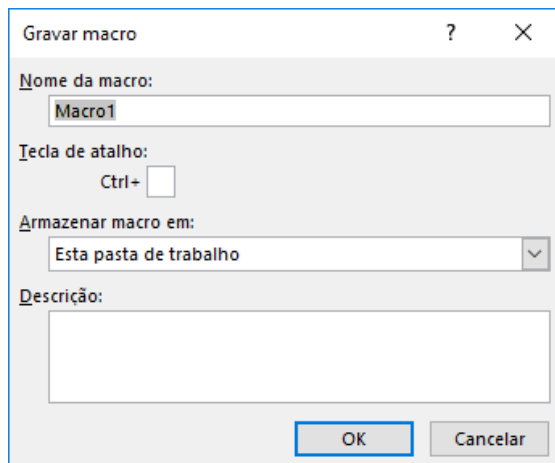 Gravar macro ?
Nome da macro:
Macro1
Tecla de atalho:
Ctrl+
Armazenar macro em:
Esta pasta de trabalho
Descrição:
OK Cancelar